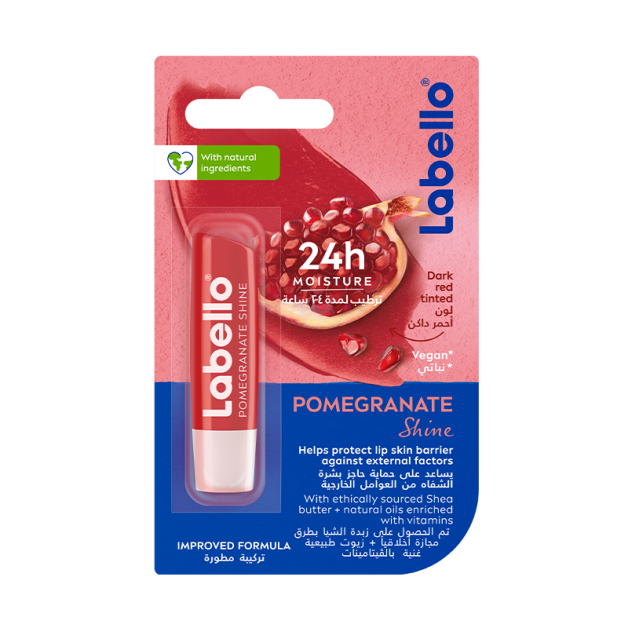 Labello®
With natural
ingredients
24h
MOISTURE
ترطيب لمدة ٢٤ ساعة
Dark
red
tinted
لون
أحمر داكن
Vegan*
نباتي*
Labello®
POMEGRANATE SHINE
POMEGRANATE
Shine
Helps protect lip skin barrier
against external factors
يساعد على حماية حاجز بشرة
الشفاه من العوامل الخارجية
With ethically sourced Shea
butter + natural oils enriched
with vitamins
تم الحصول على زبدة الشيا بطرق
مجازة أخلاقياً + زيوت طبيعية
غنية بالڤيتامينات
IMPROVED FORMULA
تركيبة مطورة